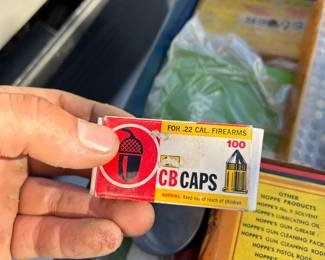 FOR .22 CAL. FIREARMS
100
CB CAPS
WARNING: Keep out of reach of children
OTHER
HOPPE PRODUCTS
HOPPE'S No. 9 SOLVENT
HOPPE'S LUBRICATING OIL
HOPPE'S GUN GREASE
HOPPE'S GUN CLEANING PACK
HOPPE'S GUN CLEANING
HOPPE'S PISTOL ROD